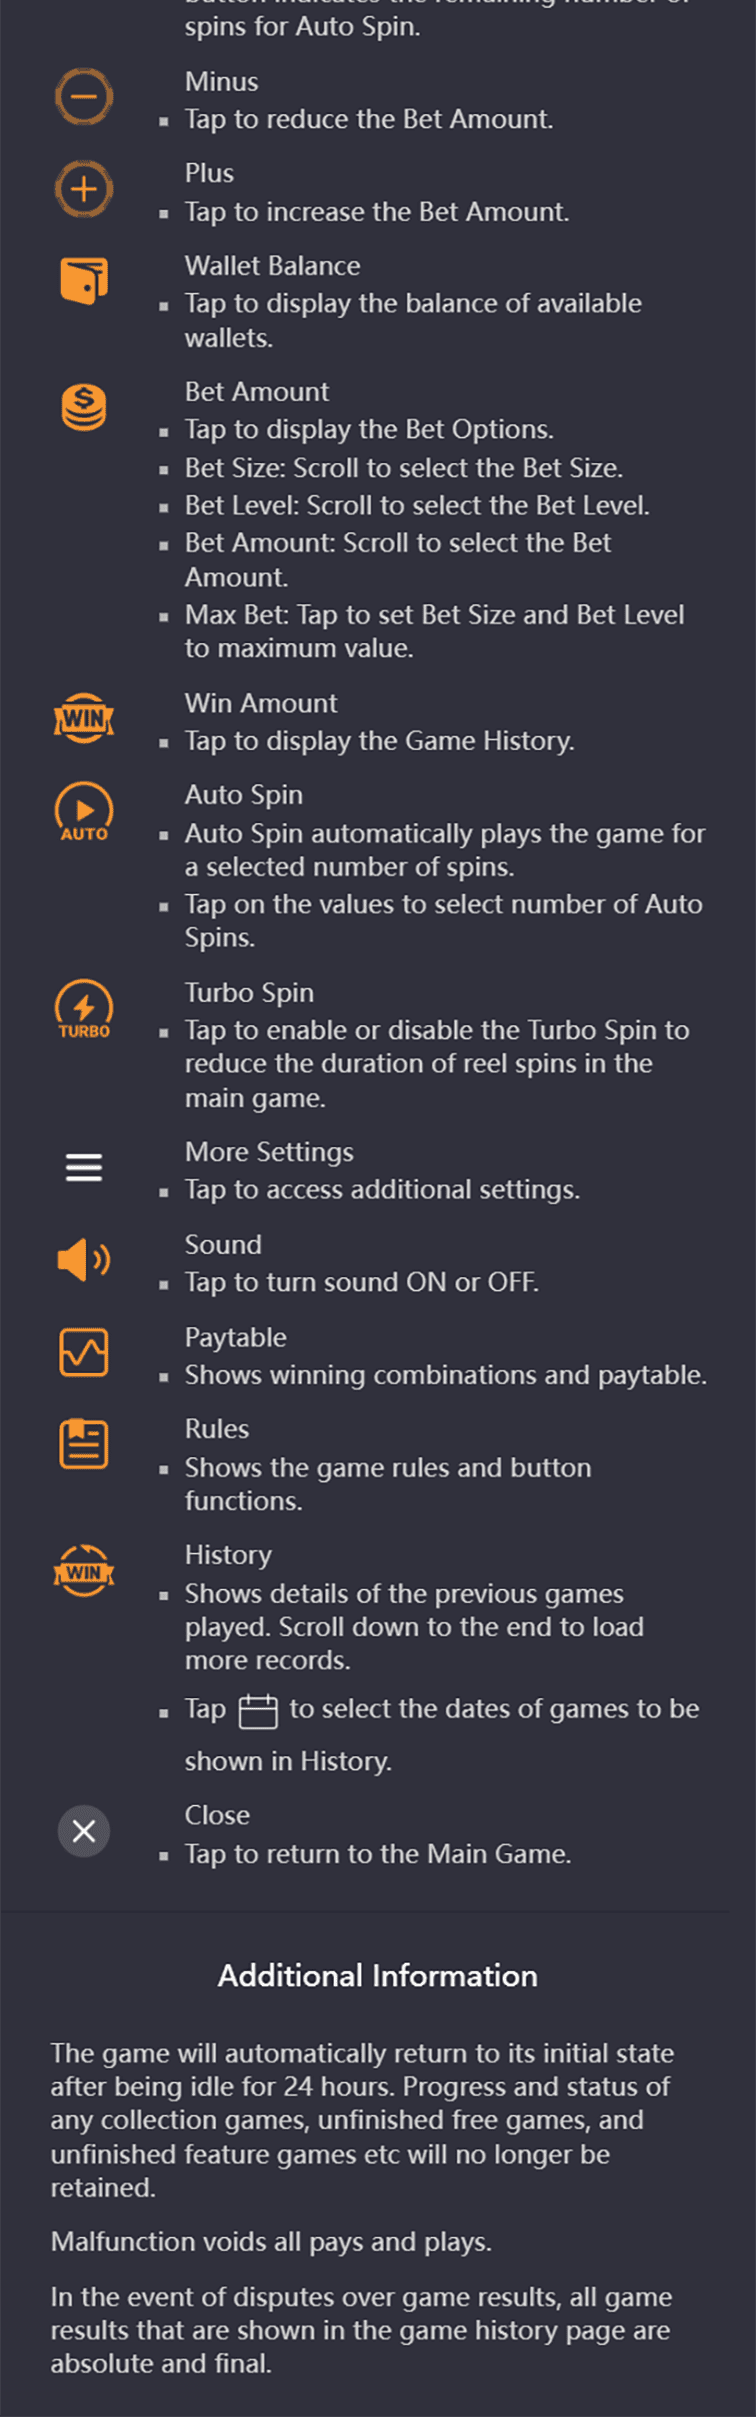 button indicates the remaining number of
spins for Auto Spin.
Minus
▪ Tap to reduce the Bet Amount.
Plus
▪ Tap to increase the Bet Amount.
Wallet Balance
▪ Tap to display the balance of available
wallets.
$
Bet Amount
▪ Tap to display the Bet Options.
▪ Bet Size: Scroll to select the Bet Size.
▪ Bet Level: Scroll to select the Bet Level.
▪ Bet Amount: Scroll to select the Bet
Amount.
▪ Max Bet: Tap to set Bet Size and Bet Level
to maximum value.
WIN
Win Amount
▪ Tap to display the Game History.
AUTO
Auto Spin
▪ Auto Spin automatically plays the game for
a selected number of spins.
▪ Tap on the values to select number of Auto
Spins.
TURBO
Turbo Spin
▪ Tap to enable or disable the Turbo Spin to
reduce the duration of reel spins in the
main game.
More Settings
▪ Tap to access additional settings.
Sound
▪ Tap to turn sound ON or OFF.
Paytable
▪ Shows winning combinations and paytable.
Rules
▪ Shows the game rules and button
functions.
WIN
History
▪ Shows details of the previous games
played. Scroll down to the end to load
more records.
▪ Tap to select the dates of games to be
shown in History.
Close
▪ Tap to return to the Main Game.
Additional Information
The game will automatically return to its initial state
after being idle for 24 hours. Progress and status of
any collection games, unfinished free games, and
unfinished feature games etc will no longer be
retained.
Malfunction voids all pays and plays.
In the event of disputes over game results, all game
results that are shown in the game history page are
absolute and final.